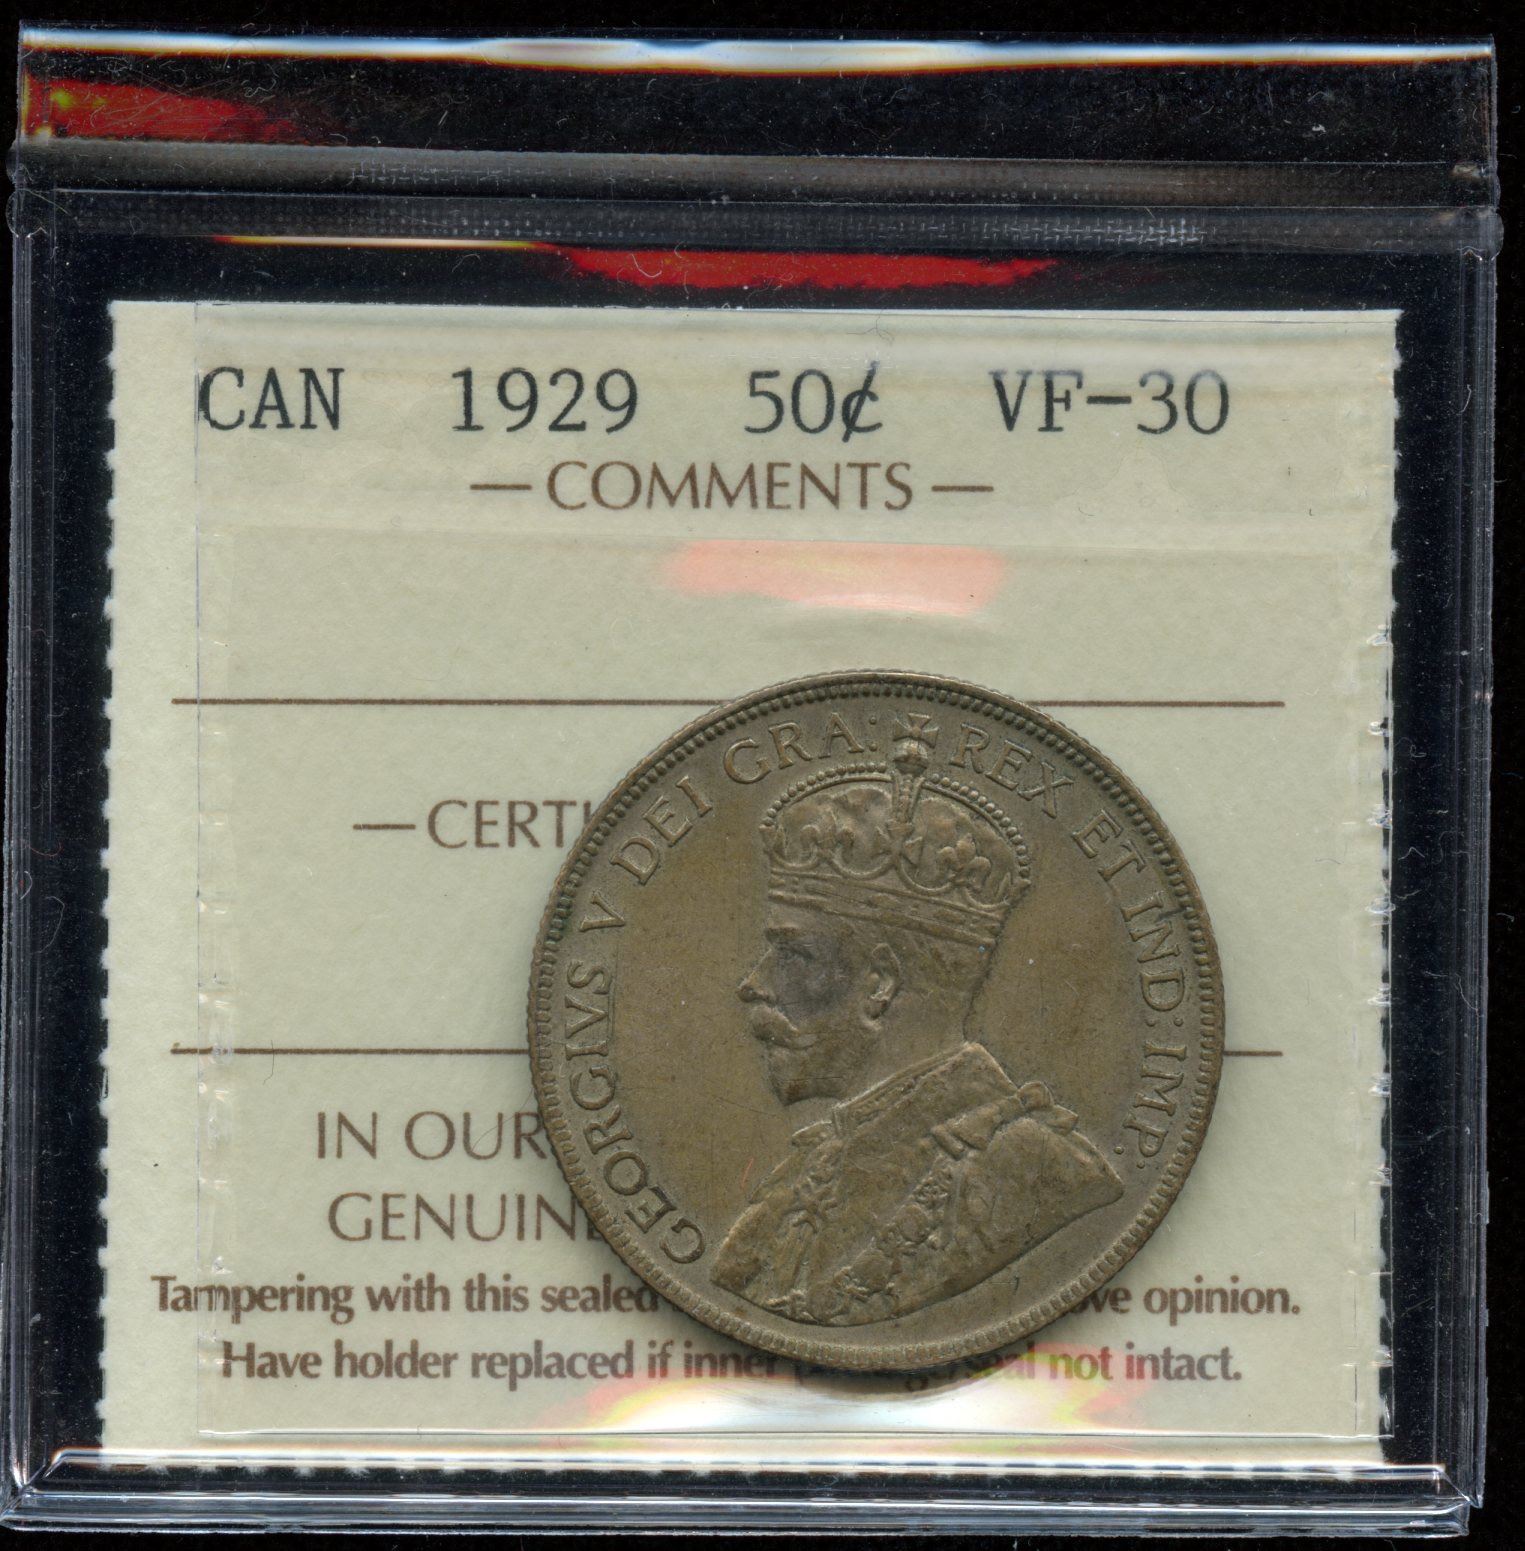 CAN 1929 50¢ VF-30
— COMMENTS —
— CERTI
IN OUR
GENUIN
Tampering with this sealed ove opinion.
Have holder replaced if inner seal not intact.
GEORGIVS V DEI GRA: REX ET IND: IMP: